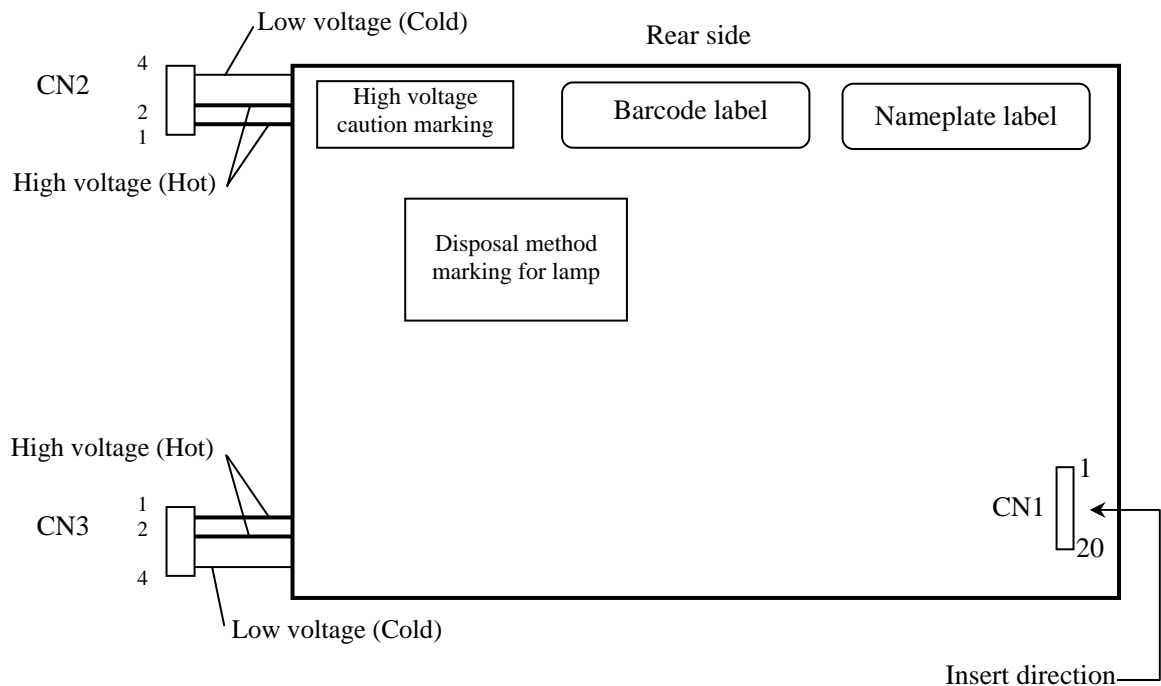 Low voltage (Cold)
Rear side
4
CN2
2
1
High voltage
caution marking
Barcode label
Nameplate label
High voltage (Hot)
Disposal method
marking for lamp
High voltage (Hot)
1
CN3
2
4
1
CN1
20
Low voltage (Cold)
Insert direction